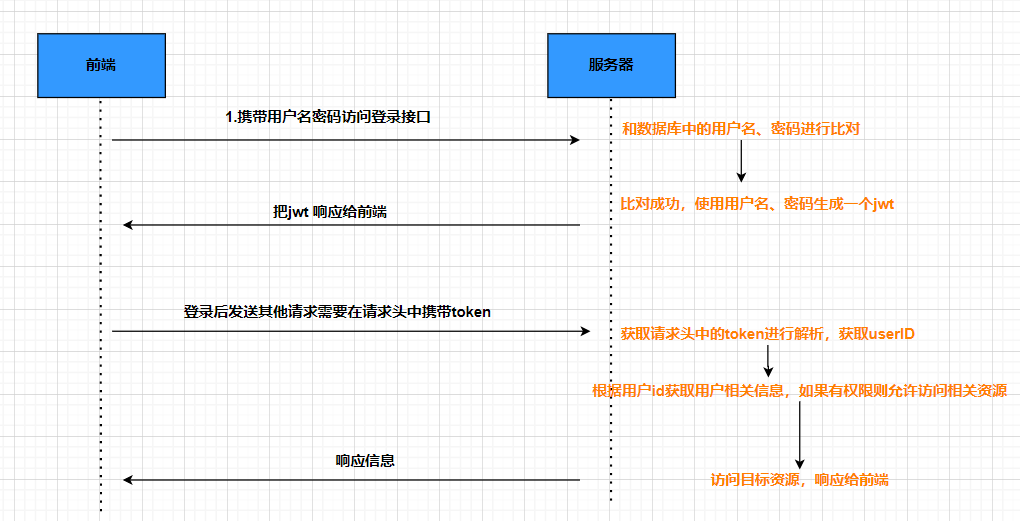 前端
服务器
1.携带用户名密码访问登录接口
和数据库中的用户名、密码进行比对
比对成功，使用用户名、密码生成一个jwt
把jwt 响应给前端
登录后发送其他请求需要在请求头中携带token
获取请求头中的token进行解析，获取userID
根据用户id获取用户相关信息，如果有权限则允许访问相关资源
响应信息
访问目标资源，响应给前端